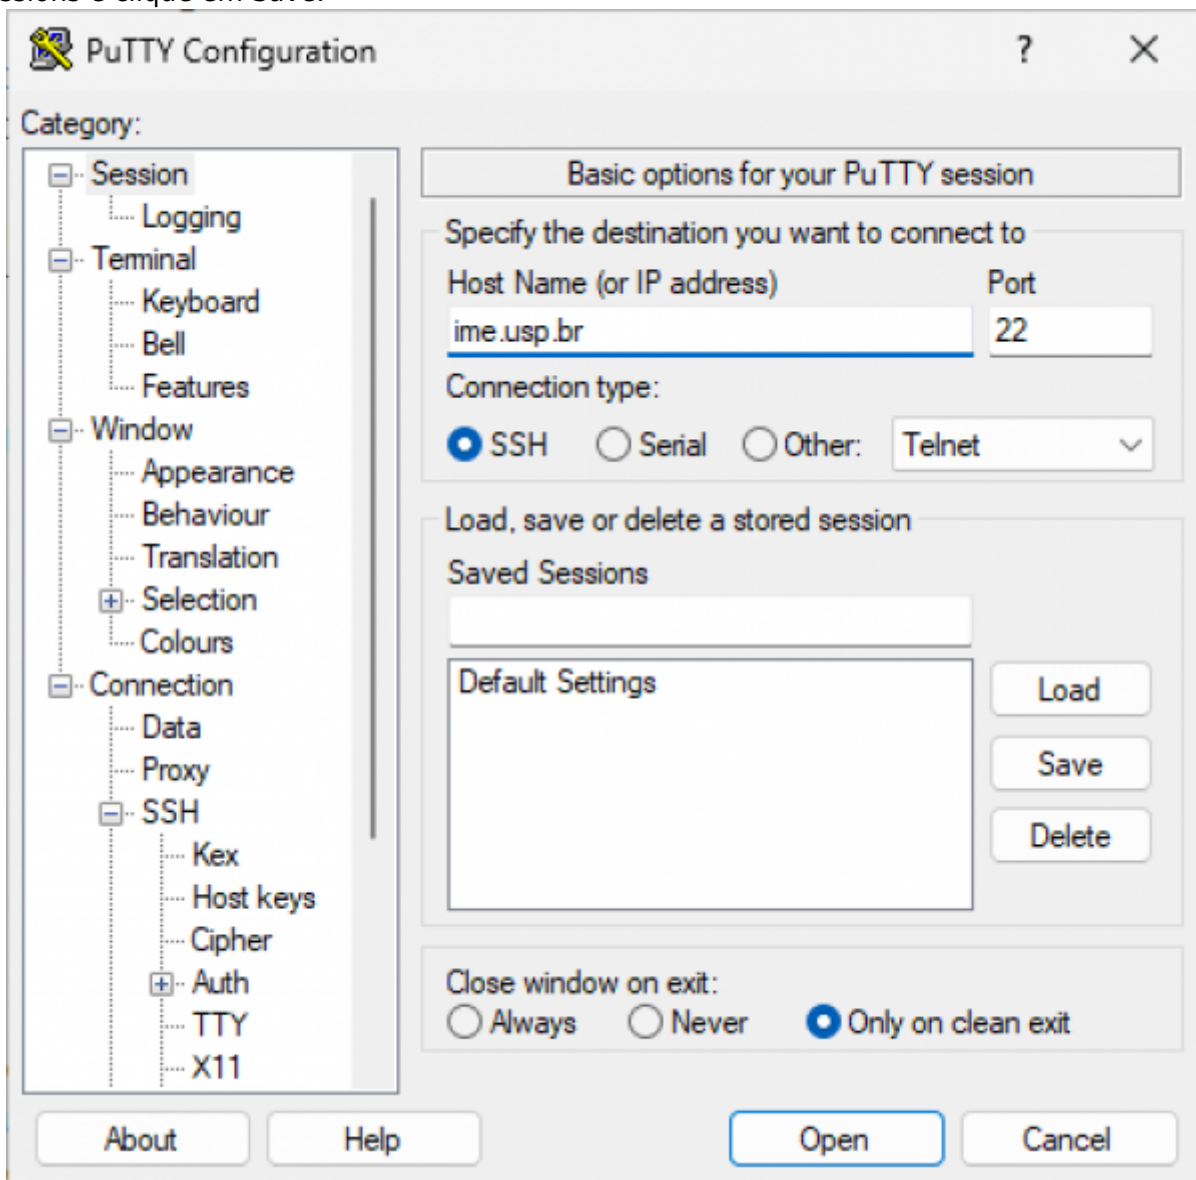 ssions e clique em Save.
PuTTY Configuration
?
Category:
Session
Logging
Terminal
Keyboard
Bell
Features
Window
Appearance
Behaviour
Translation
Selection
Colours
Connection
Data
Proxy
SSH
Kex
Host keys
Cipher
Auth
TTY
X11
Basic options for your PuTTY session
Specify the destination you want to connect to
Host Name (or IP address) Port
ime.usp.br 22
Connection type:
SSH Serial Other: Telnet
Load, save or delete a stored session
Saved Sessions
Default Settings
Load
Save
Delete
Close window on exit:
Always Never Only on clean exit
About Help Open Cancel